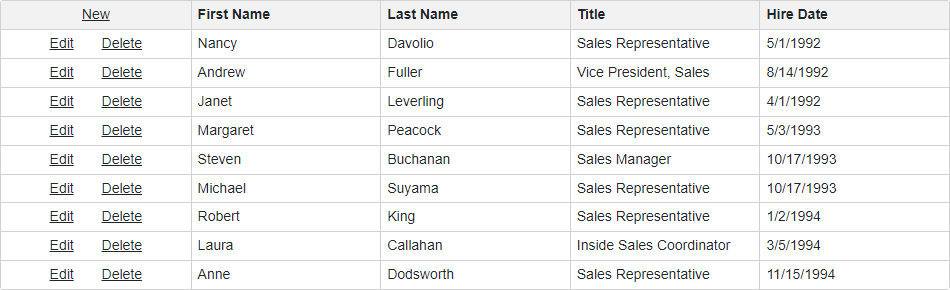 New First Name Last Name Title Hire Date
Edit Delete Nancy Davolio Sales Representative 5/1/1992
Edit Delete Andrew Fuller Vice President, Sales 8/14/1992
Edit Delete Janet Leverling Sales Representative 4/1/1992
Edit Delete Margaret Peacock Sales Representative 5/3/1993
Edit Delete Steven Buchanan Sales Manager 10/17/1993
Edit Delete Michael Suyama Sales Representative 10/17/1993
Edit Delete Robert King Sales Representative 1/2/1994
Edit Delete Laura Callahan Inside Sales Coordinator 3/5/1994
Edit Delete Anne Dodsworth Sales Representative 11/15/1994